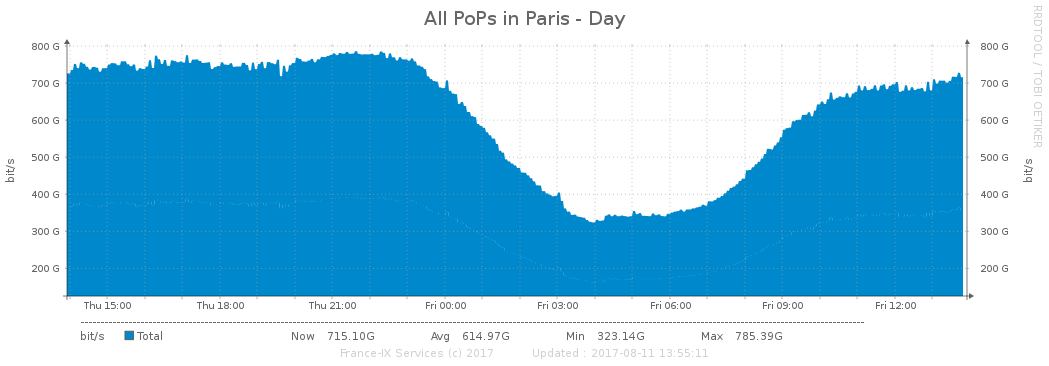 All PoPs in Paris - Day
RRDTOOL / TOBI OETIKER
bit/s
800 G 800 G
700 G 700 G
600 G 600 G
500 G 500 G
400 G 400 G
300 G 300 G
200 G 200 G
bit/s
Thu 15:00 Thu 18:00 Thu 21:00 Fri 00:00 Fri 03:00 Fri 06:00 Fri 09:00 Fri 12:00
bit/s Total Now 715.10G Avg 614.97G Min 323.14G Max 785.39G
France-IX Services (c) 2017 Updated : 2017-08-11 13:55:11